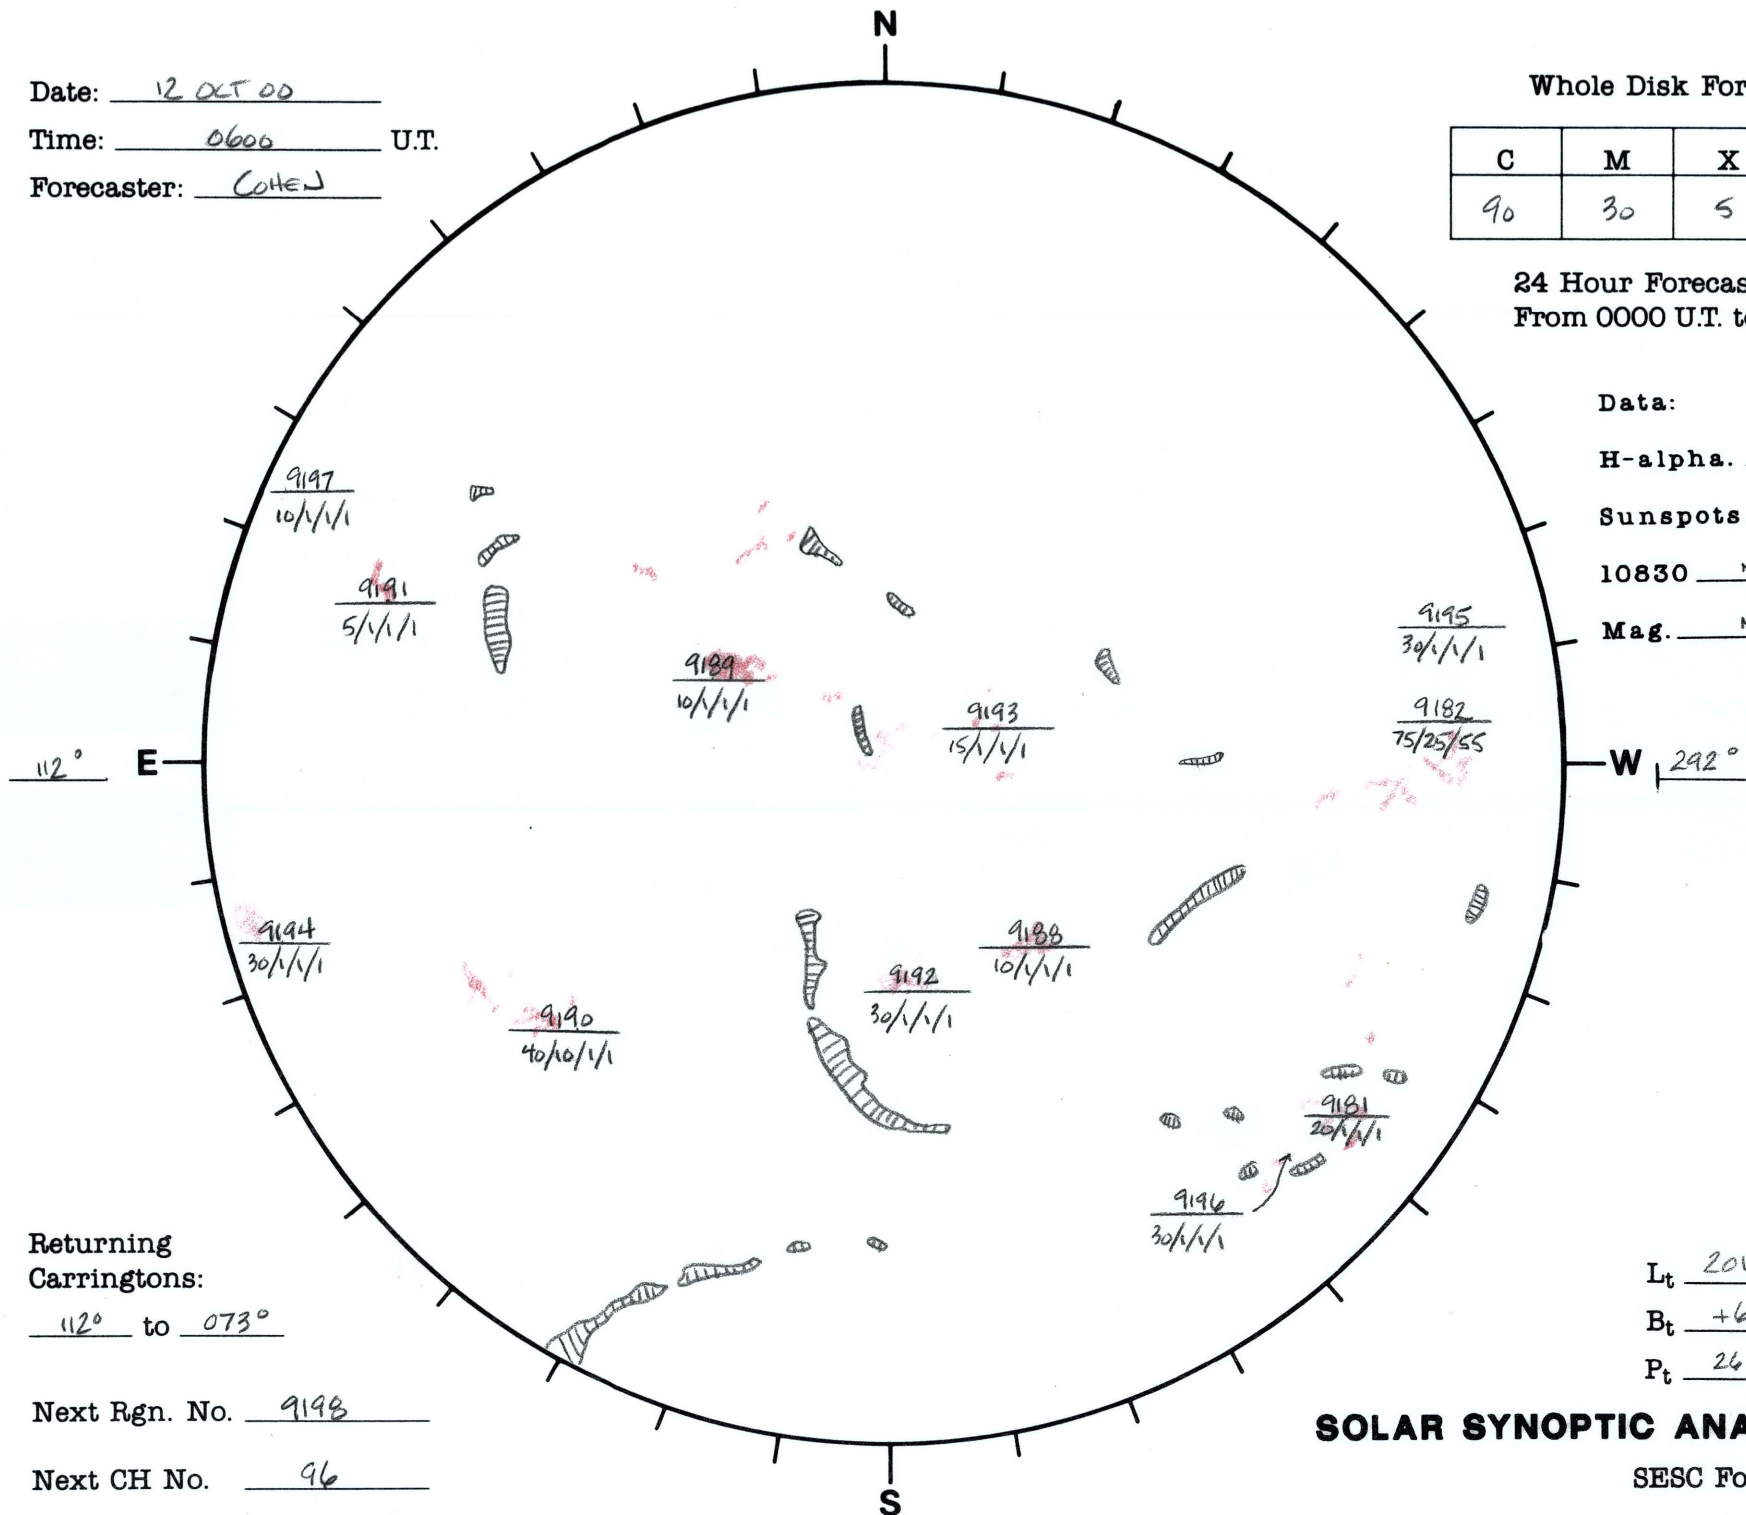 N
Date: 12 OCT 00
Time: 0600 U.T.
Forecaster: COHEN
Whole Disk For
C M X
90 30 5
24 Hour Forecas
From 0000 U.T. t
Data:
H-alpha.
Sunspots
10830
Mag.
9197
10/1/1/1
9191
5/1/1/1
9189
10/1/1/1
9193
15/1/1/1
9195
30/1/1/1
9182
75/25/55
112° E
W 292°
9194
30/1/1/1
9190
40/10/1/1
9192
30/1/1/1
9188
10/1/1/1
9181
20/1/1/1
9196
30/1/1/1
Returning
Carringtons:
112° to 073°
Next Rgn. No. 9198
Next CH No. 96
Lt 20
Bt +6
Pt 26
SOLAR SYNOPTIC ANA
SESC Fo
S